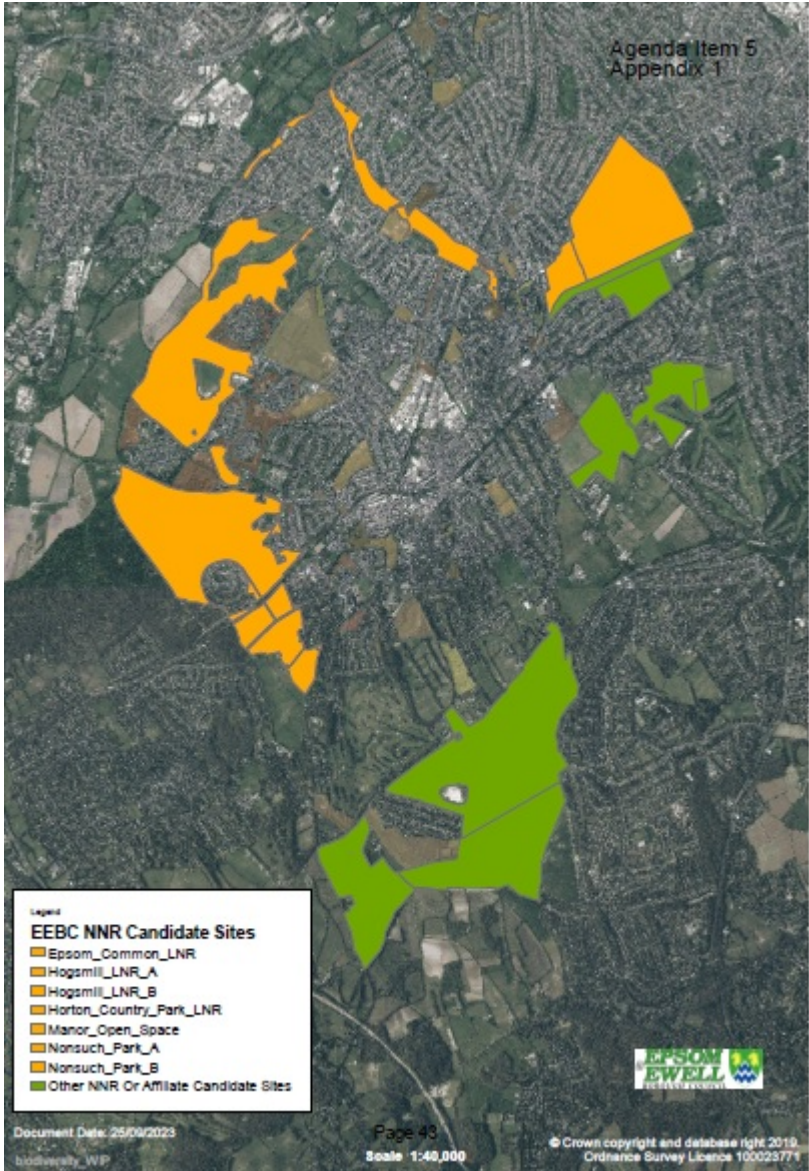 Agenda Item 5
Appendix 1
Legend
EEBC NNR Candidate Sites
Epsom_Common_LNR
Hogsmill_LNR_A
Hogsmill_LNR_B
Horton_Country_Park_LNR
Manor_Open_Space
Nonsuch_Park_A
Nonsuch_Park_B
Other NNR Or Affiliate Candidate Sites
EPSOM
EWELL
BOROUGH COUNCIL
Document Date: 25/09/2023
Page 43
biodiversity_WIP
Scale 1:40,000
© Crown copyright and database right 2019.
Ordnance Survey Licence 100023771